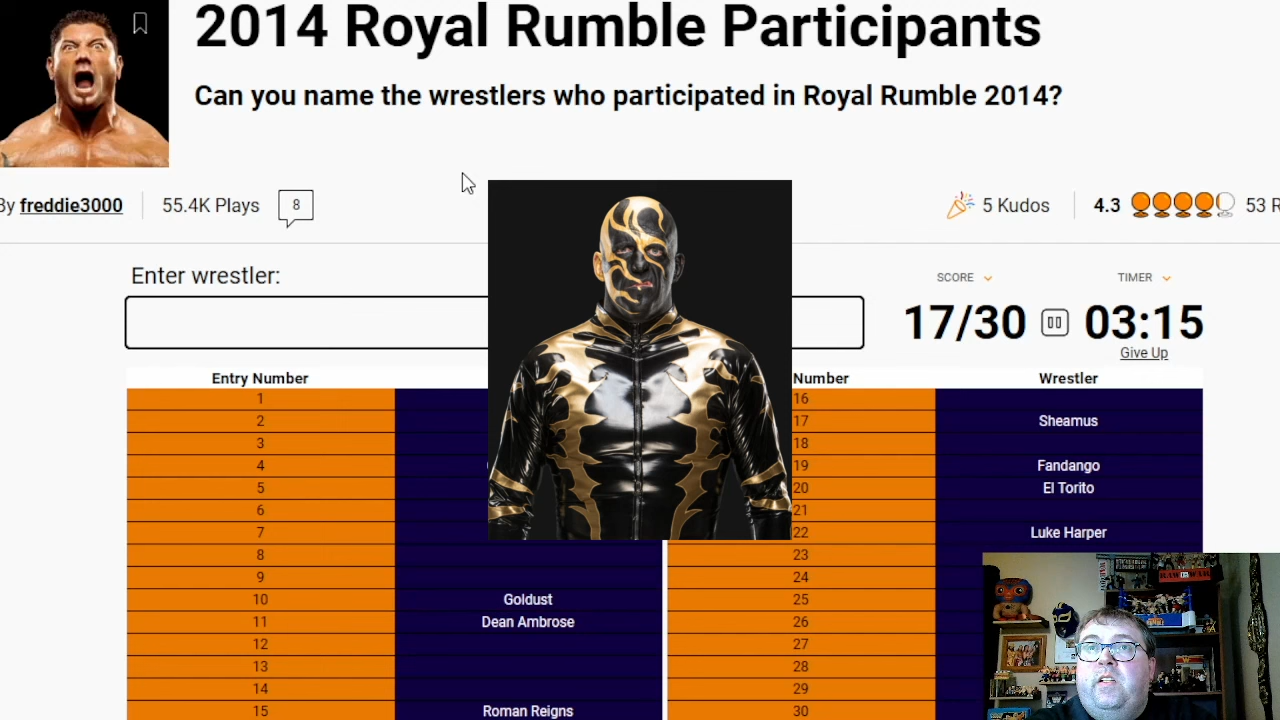 2014 Royal Rumble Participants
Can you name the wrestlers who participated in Royal Rumble 2014?
By freddie3000
55.4K Plays
8
5 Kudos
4.3
53 R
Enter wrestler:
SCORE
TIMER
17/30
03:15
Give Up
Entry Number
Number
Wrestler
1
16
2
17
Sheamus
3
18
4
19
Fandango
5
20
El Torito
6
21
7
22
Luke Harper
8
23
9
24
10
Goldust
25
11
Dean Ambrose
26
12
27
13
28
14
29
15
Roman Reigns
30